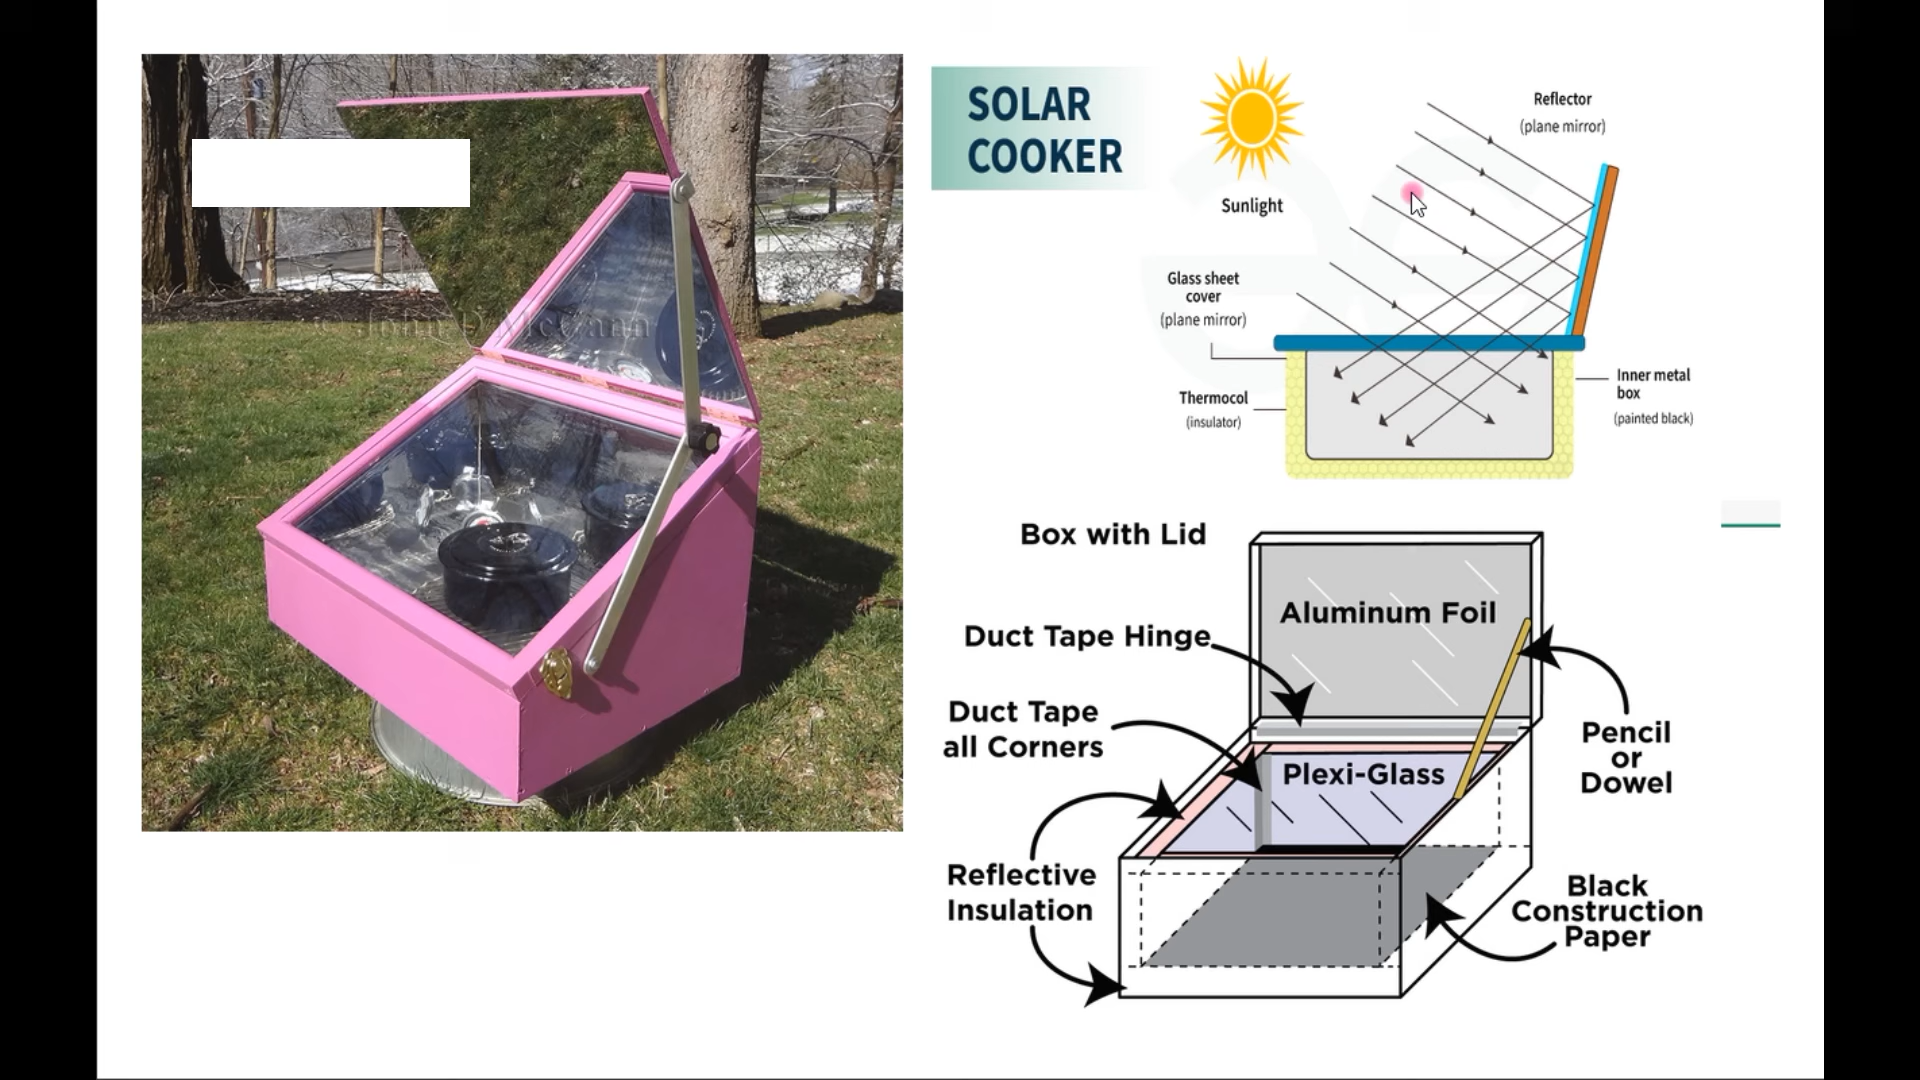 © John D McCann
SOLAR
COOKER
Sunlight
Reflector
(plane mirror)
Glass sheet
cover
(plane mirror)
Thermocol
(insulator)
Inner metal
box
(painted black)
Box with Lid
Aluminum Foil
Duct Tape Hinge
Duct Tape
all Corners
Plexi-Glass
Pencil
or
Dowel
Reflective
Insulation
Black
Construction
Paper